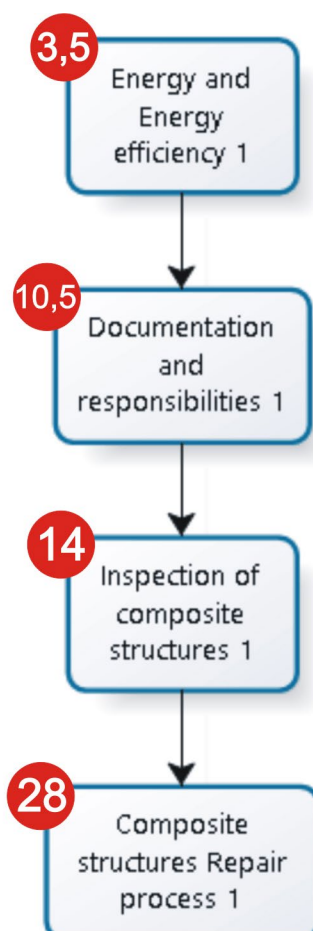 3,5
Energy and
Energy
efficiency 1
10,5
Documentation
and
responsibilities 1
14
Inspection of
composite
structures 1
28
Composite
structures Repair
process 1